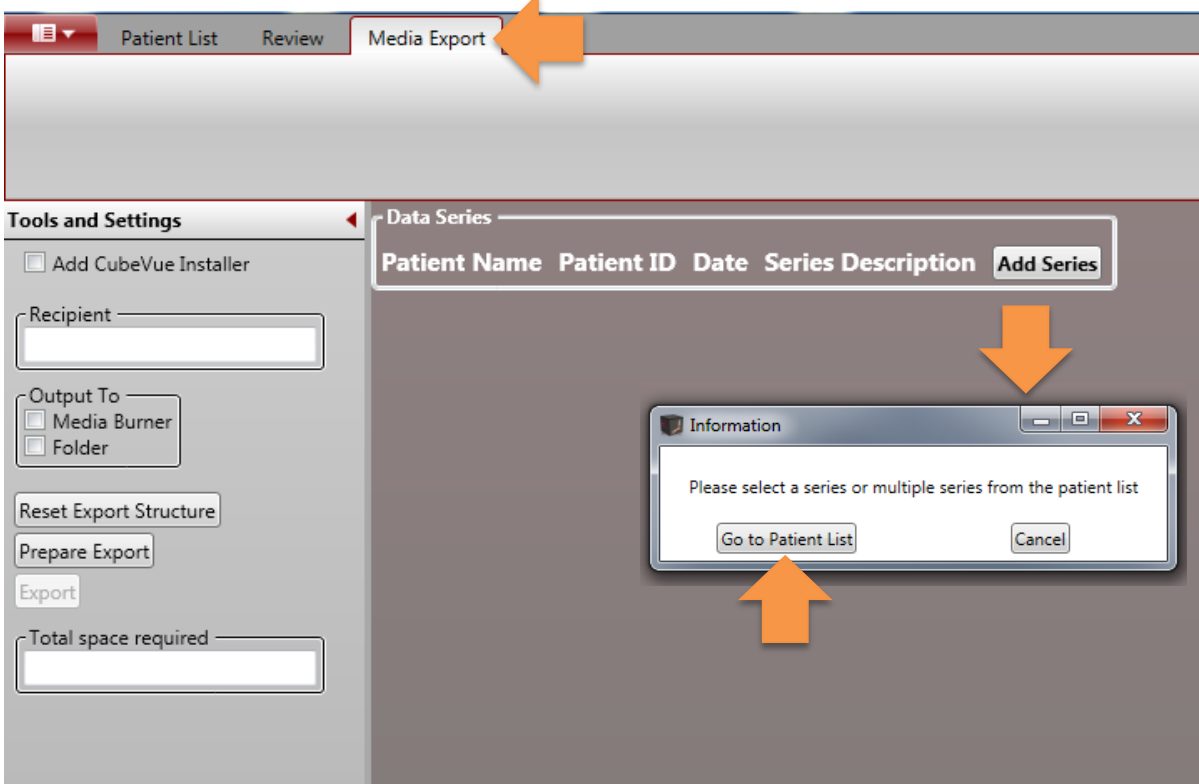 Patient List Review Media Export
Tools and Settings
Add CubeVue Installer
Recipient
Output To
Media Burner
Folder
Reset Export Structure
Prepare Export
Export
Total space required
Data Series
Patient Name Patient ID Date Series Description Add Series
Information
Please select a series or multiple series from the patient list
Go to Patient List Cancel